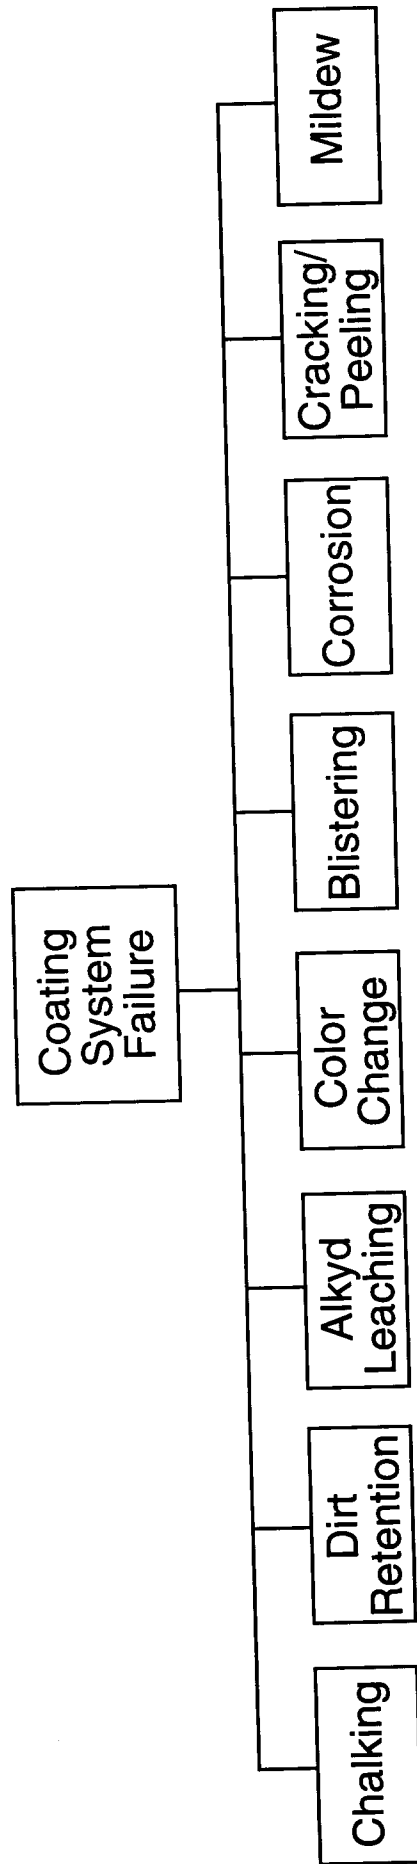 Coating
System
Failure
Chalking
Dirt
Retention
Alkyd
Leaching
Color
Change
Blistering
Corrosion
Cracking/
Peeling
Mildew